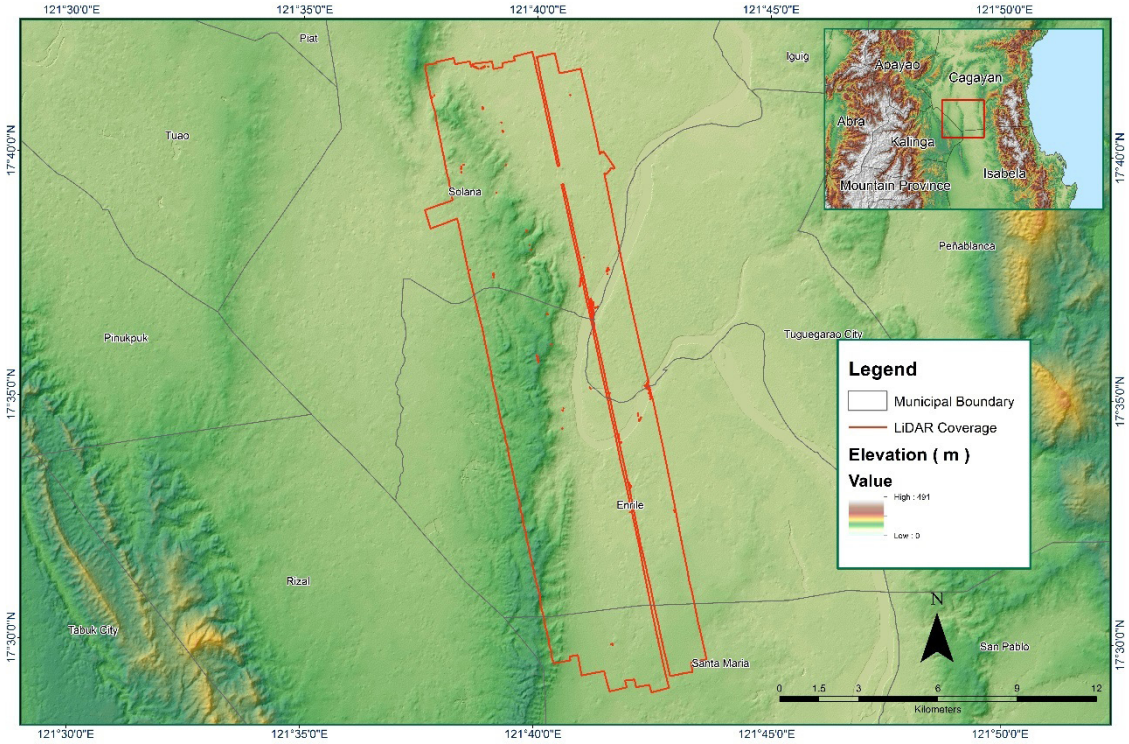 121°30'0"E
121°35'0"E
121°40'0"E
121°45'0"E
121°50'0"E
Piat
Iguig
Tuao
Solana
Peñablanca
Pinukpuk
Tuguegarao City
Enrile
Rizal
Tabuk City
Santa Maria
San Pablo
Apayao
Cagayan
Abra
Kalinga
Isabela
Mountain Province
17°40'0"N
17°35'0"N
17°30'0"N
17°40'0"N
17°35'0"N
17°30'0"N
Legend
Municipal Boundary
LiDAR Coverage
Elevation ( m )
Value
High : 491
Low : 0
N
0 1.5 3 6 9 12
Kilometers
121°30'0"E
121°35'0"E
121°40'0"E
121°45'0"E
121°50'0"E